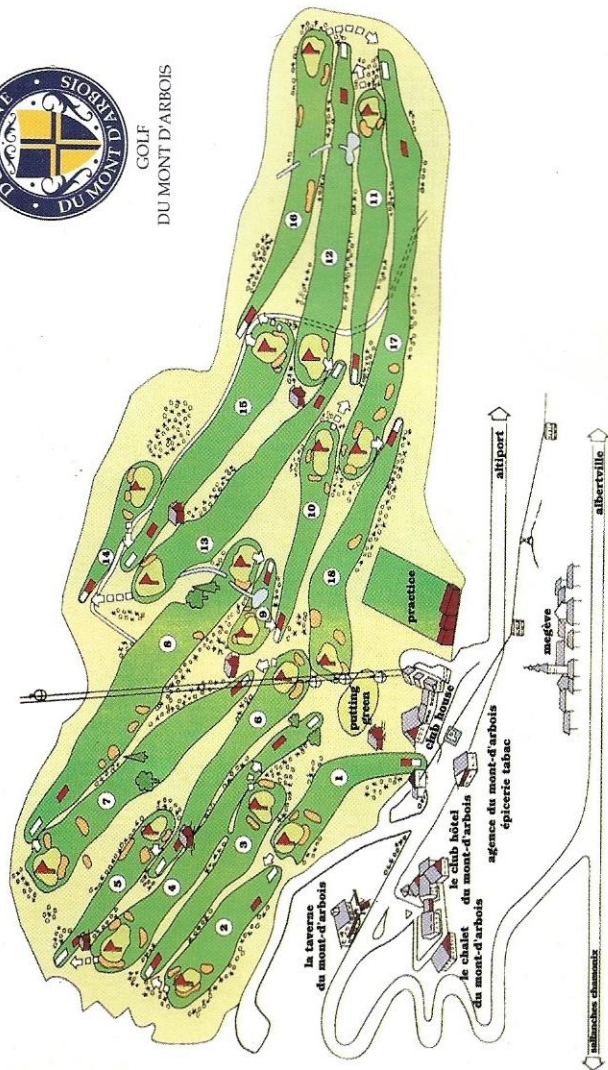 DU MONT D'ARBOIS
GOLF
DU MONT D'ARBOIS
16
12
11
17
15
14
13
10
18
9
8
7
6
5
4
3
2
1
practice
putting
green
club house
altiport
albertville
megève
agence du mont-d'arbois
épicerie tabac
le club hôtel
du mont-d'arbois
le chalet
du mont-d'arbois
la taverne
du mont-d'arbois
sallanches chamonix